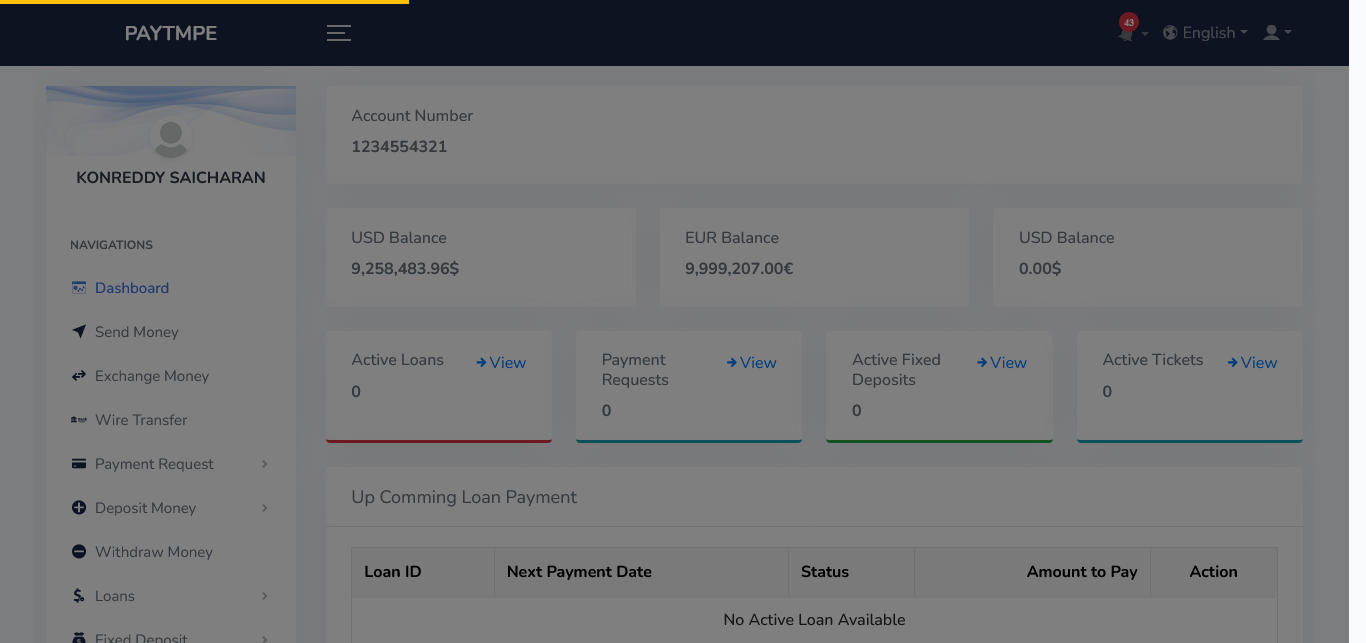 PAYTMPE
43
English
KONREDDY SAICHARAN
NAVIGATIONS
Dashboard
Send Money
Exchange Money
Wire Transfer
Payment Request
Deposit Money
Withdraw Money
Loans
Fixed Deposit
Account Number
1234554321
USD Balance
9,258,483.96$
EUR Balance
9,999,207.00€
USD Balance
0.00$
Active Loans
View
0
Payment
Requests
View
0
Active Fixed
Deposits
View
0
Active Tickets
View
0
Up Comming Loan Payment
Loan ID Next Payment Date Status Amount to Pay Action
No Active Loan Available